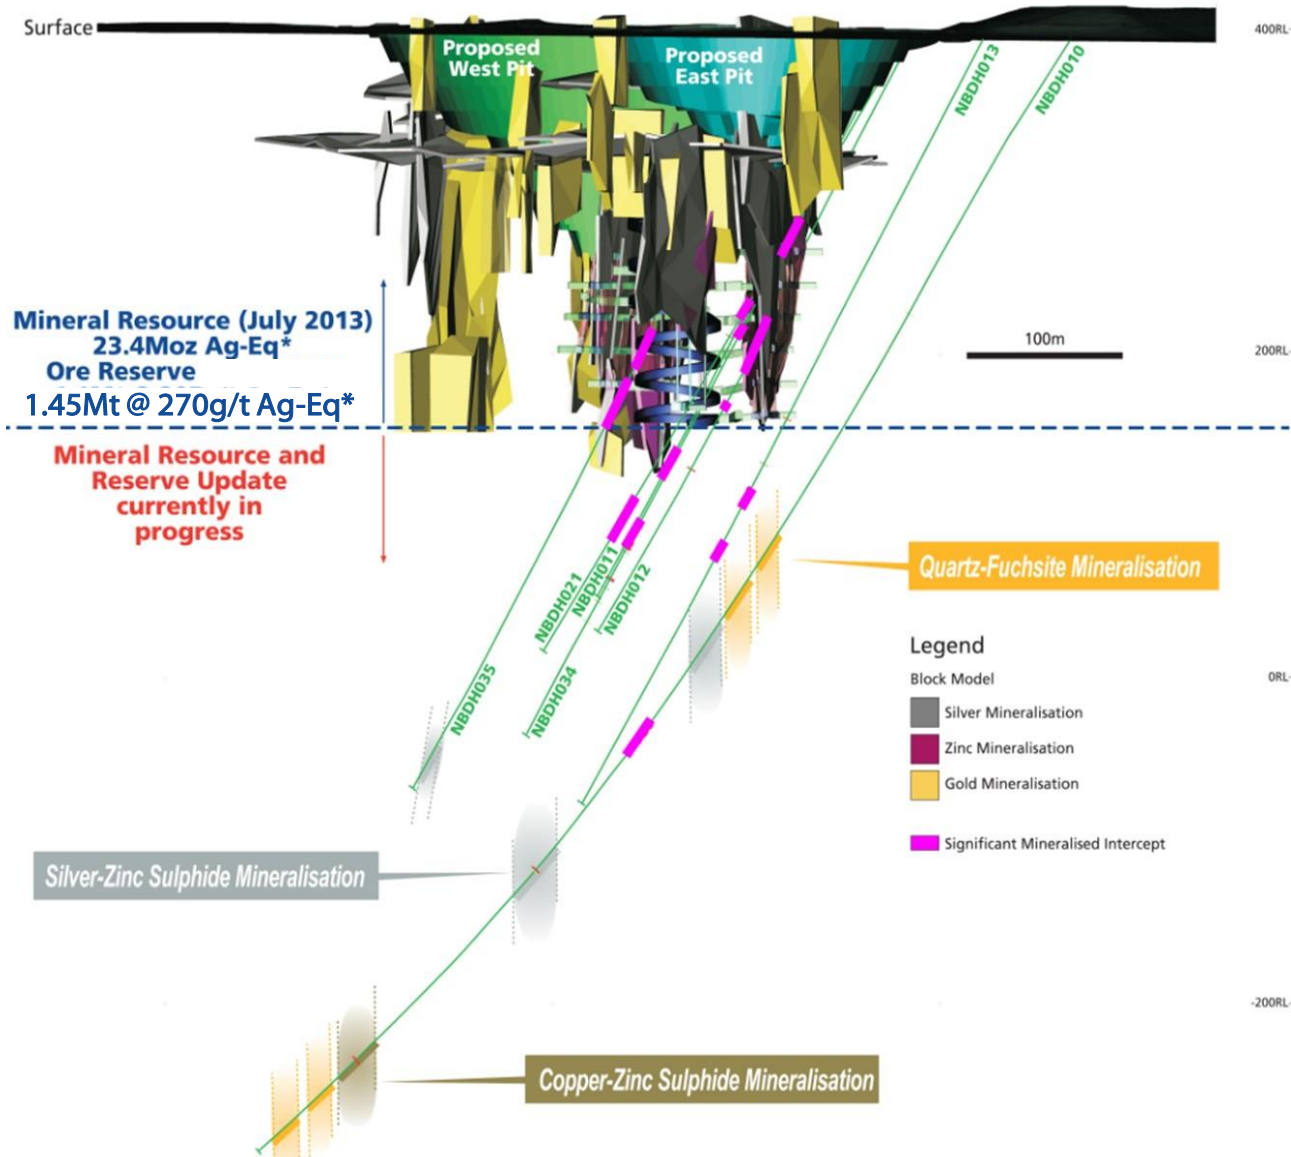 Surface
400RL-
Proposed
West Pit
Proposed
East Pit
NBDH013
NBDH010
Mineral Resource (July 2013)
23.4Moz Ag-Eq*
Ore Reserve
1.45Mt @ 270g/t Ag-Eq*
100m
200RL-
Mineral Resource and
Reserve Update
currently in
progress
Quartz-Fuchsite Mineralisation
NBDH021
NBDH011
NBDH012
NBDH035
NBDH034
Legend
Block Model
0RL-
Silver Mineralisation
Zinc Mineralisation
Gold Mineralisation
Significant Mineralised Intercept
Silver-Zinc Sulphide Mineralisation
-200RL-
Copper-Zinc Sulphide Mineralisation